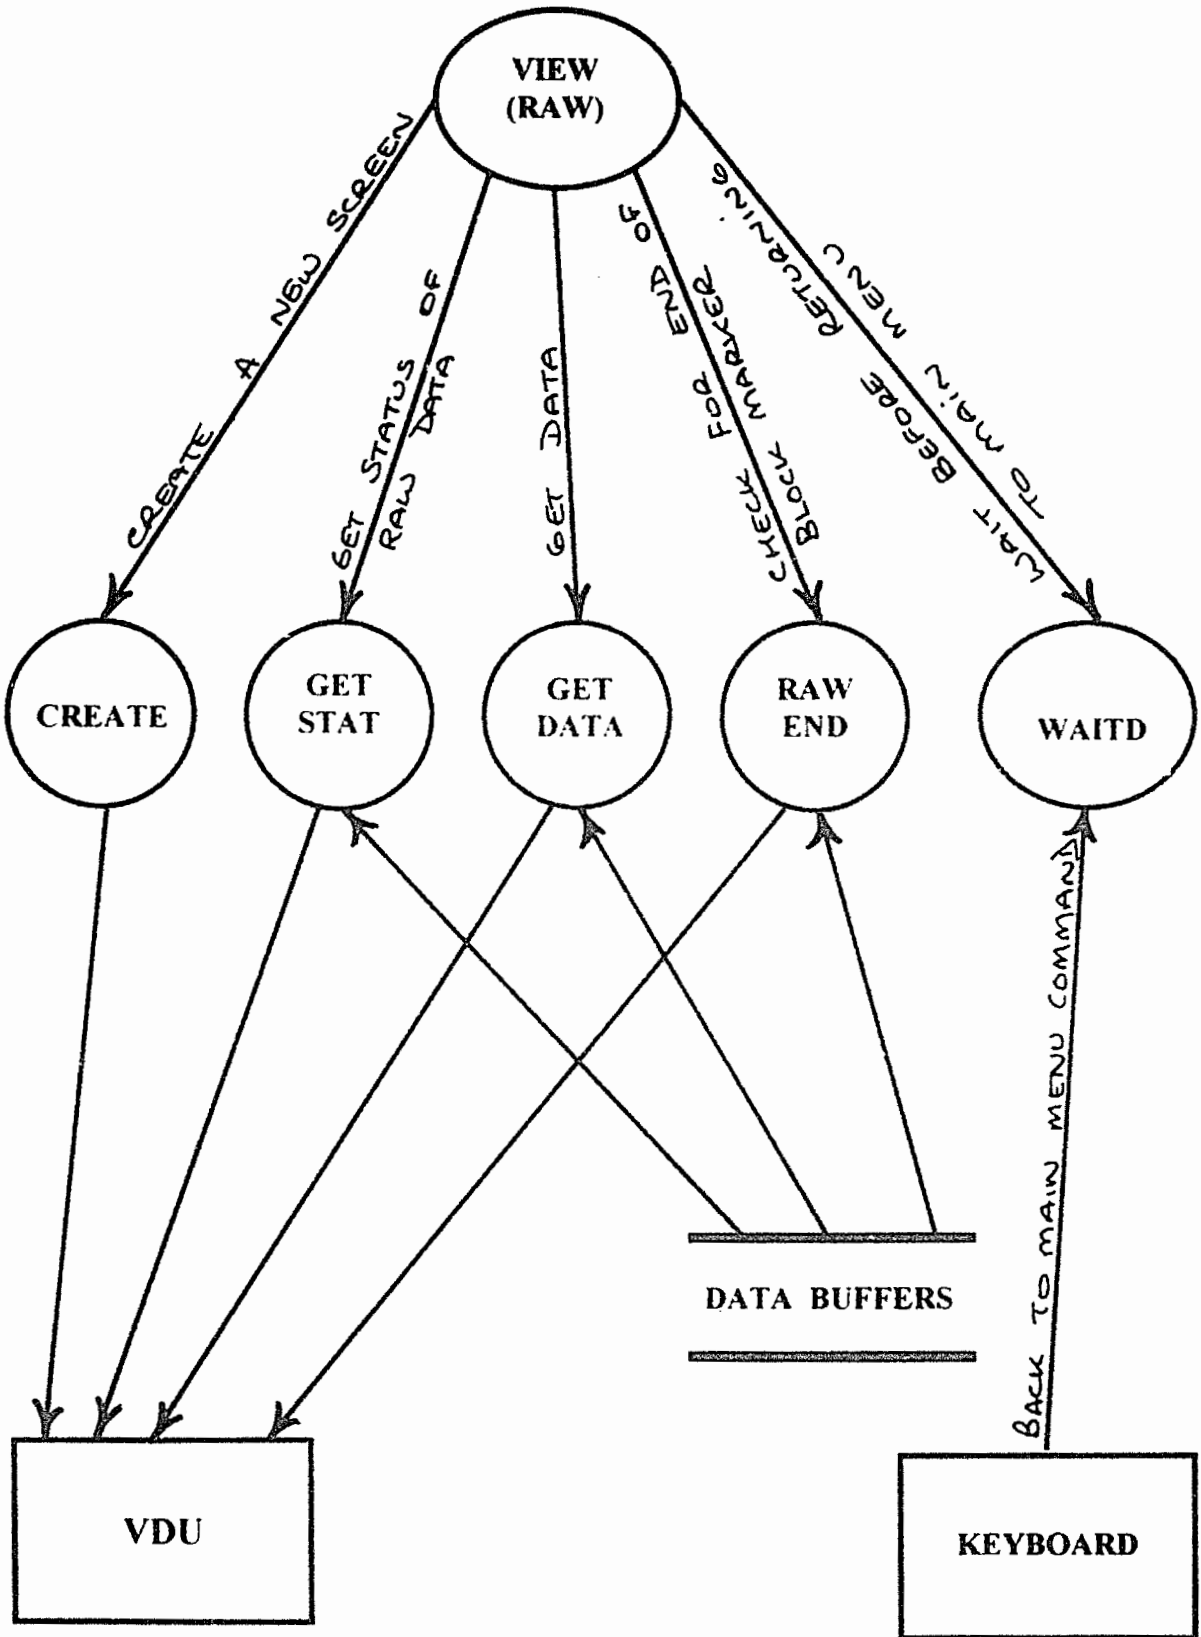 VIEW
(RAW)
CREATE A NEW SCREEN
GET STATUS OF
RAW DATA
GET DATA
CHECK FOR END OF
BLOCK MARKER
WAIT BEFORE RETURNING
TO MAIN MENU
CREATE
GET
STAT
GET
DATA
RAW
END
WAITD
BACK TO MAIN MENU COMMAND
DATA BUFFERS
VDU
KEYBOARD